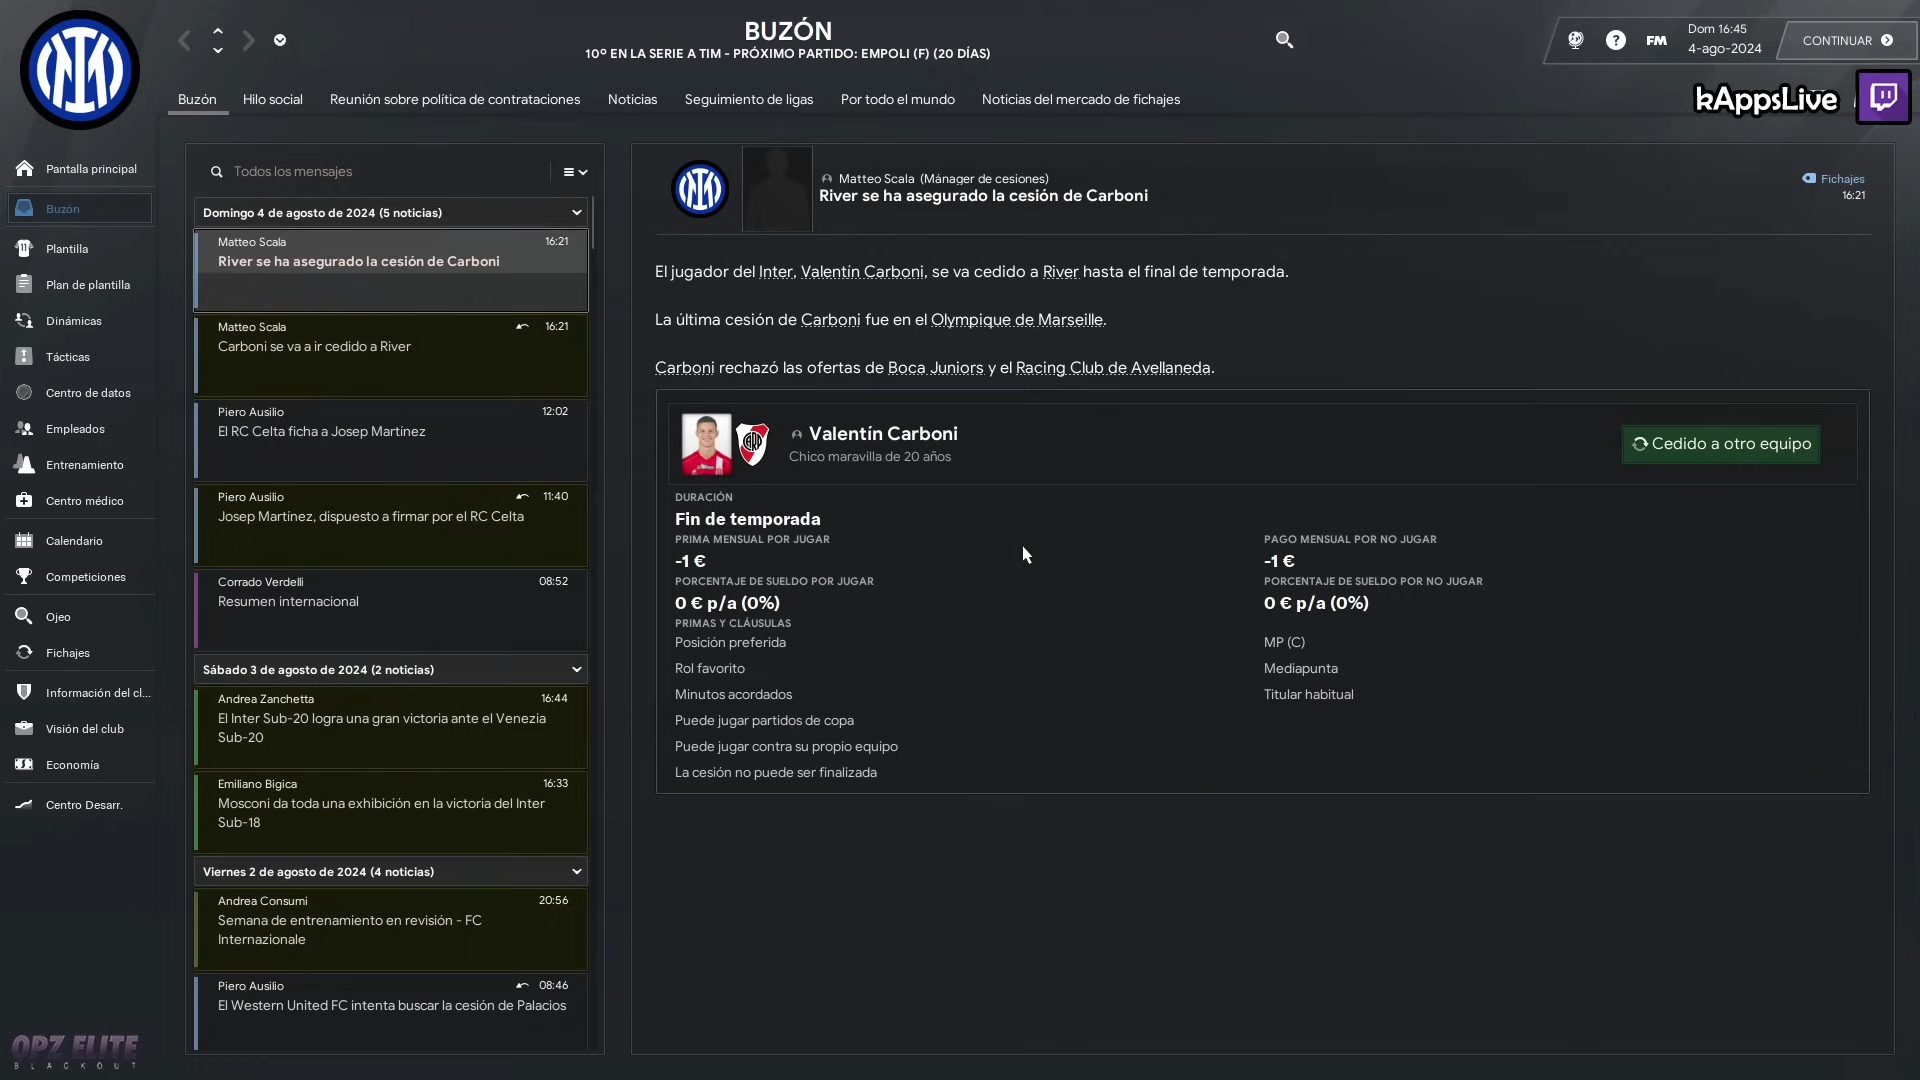 BUZÓN
10º EN LA SERIE A TIM - PRÓXIMO PARTIDO: EMPOLI (F) (20 DÍAS)
FM
Dom 16:45
4-ago-2024
CONTINUAR
Buzón
Hilo social
Reunión sobre política de contrataciones
Noticias
Seguimiento de ligas
Por todo el mundo
Noticias del mercado de fichajes
kAppsLive
Pantalla principal
Buzón
Plantilla
Plan de plantilla
Dinámicas
Tácticas
Centro de datos
Empleados
Entrenamiento
Centro médico
Calendario
Competiciones
Ojeo
Fichajes
Información del cl...
Visión del club
Economía
Centro Desarr.
OPZ ELITE
BLACKOUT
Todos los mensajes
Domingo 4 de agosto de 2024 (5 noticias)
Matteo Scala 16:21
River se ha asegurado la cesión de Carboni
Matteo Scala 16:21
Carboni se va a ir cedido a River
Piero Ausilio 12:02
El RC Celta ficha a Josep Martínez
Piero Ausilio 11:40
Josep Martínez, dispuesto a firmar por el RC Celta
Corrado Verdelli 08:52
Resumen internacional
Sábado 3 de agosto de 2024 (2 noticias)
Andrea Zanchetta 16:44
El Inter Sub-20 logra una gran victoria ante el Venezia
Sub-20
Emiliano Bigica 16:33
Mosconi da toda una exhibición en la victoria del Inter
Sub-18
Viernes 2 de agosto de 2024 (4 noticias)
Andrea Consumi 20:56
Semana de entrenamiento en revisión - FC
Internazionale
Piero Ausilio 08:46
El Western United FC intenta buscar la cesión de Palacios
Matteo Scala (Mánager de cesiones)
River se ha asegurado la cesión de Carboni
Fichajes
16:21
El jugador del Inter, Valentín Carboni, se va cedido a River hasta el final de temporada.
La última cesión de Carboni fue en el Olympique de Marseille.
Carboni rechazó las ofertas de Boca Juniors y el Racing Club de Avellaneda.
Valentín Carboni
Chico maravilla de 20 años
Cedido a otro equipo
DURACIÓN
Fin de temporada
PRIMA MENSUAL POR JUGAR PAGO MENSUAL POR NO JUGAR
-1 € -1 €
PORCENTAJE DE SUELDO POR JUGAR PORCENTAJE DE SUELDO POR NO JUGAR
0 € p/a (0%) 0 € p/a (0%)
PRIMAS Y CLÁUSULAS
Posición preferida MP (C)
Rol favorito Mediapunta
Minutos acordados Titular habitual
Puede jugar partidos de copa
Puede jugar contra su propio equipo
La cesión no puede ser finalizada